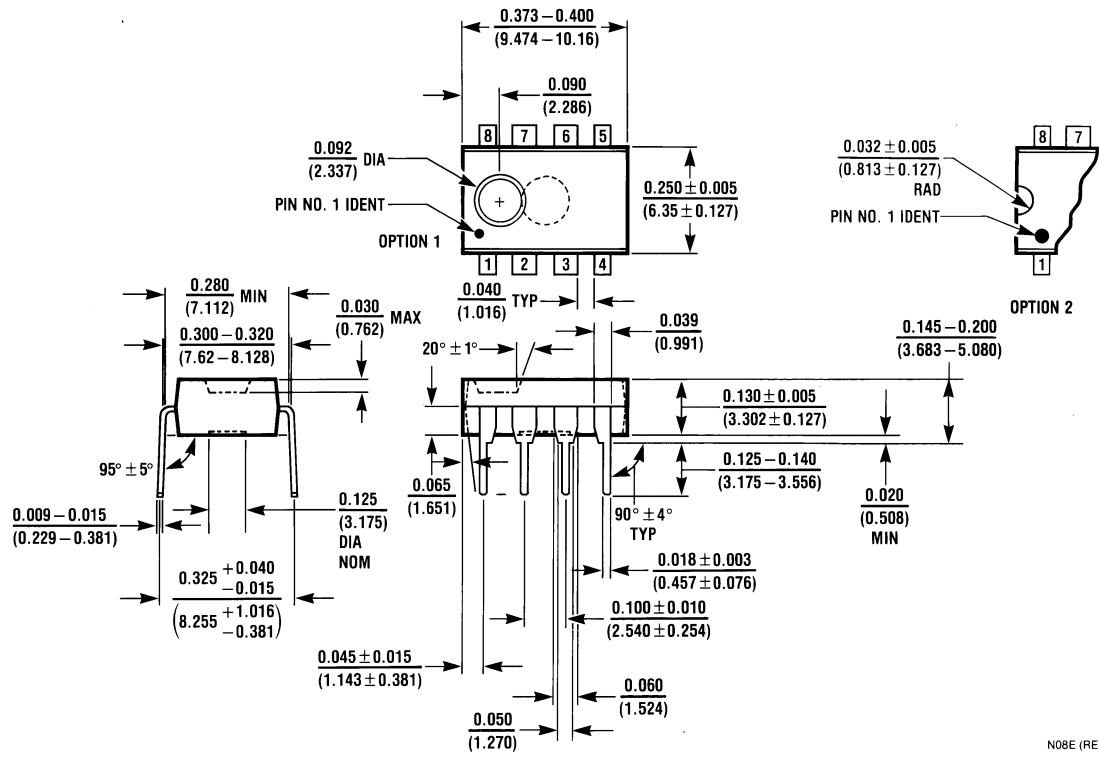 0.373 – 0.400
(9.474 – 10.16)
0.090
(2.286)
8 7 6 5
0.092 DIA
(2.337)
PIN NO. 1 IDENT
OPTION 1
0.250 ± 0.005
(6.35 ± 0.127)
1 2 3 4
8 7
0.032 ± 0.005
(0.813 ± 0.127)
RAD
PIN NO. 1 IDENT
1
OPTION 2
0.280 MIN
(7.112)
0.300 – 0.320
(7.62 – 8.128)
0.030 MAX
(0.762)
0.040 TYP
(1.016)
20° ± 1°
0.039
(0.991)
0.145 – 0.200
(3.683 – 5.080)
0.130 ± 0.005
(3.302 ± 0.127)
0.125 – 0.140
(3.175 – 3.556)
0.020
(0.508)
MIN
95° ± 5°
0.065
(1.651)
90° ± 4°
TYP
0.009 – 0.015
(0.229 – 0.381)
0.125
(3.175)
DIA
NOM
0.325 +0.040
–0.015
(8.255 +1.016
–0.381)
0.018 ± 0.003
(0.457 ± 0.076)
0.100 ± 0.010
(2.540 ± 0.254)
0.045 ± 0.015
(1.143 ± 0.381)
0.060
(1.524)
0.050
(1.270)
N08E (RE